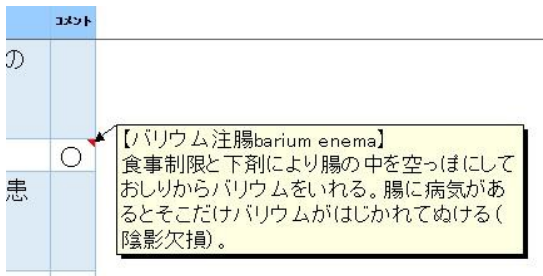 コメント
の
○
患
【バリウム注腸barium enema】
食事制限と下剤により腸の中を空っぽにして
おしりからバリウムをいれる。腸に病気があ
るとそこだけバリウムがはじかれてぬける(
陰影欠損)。